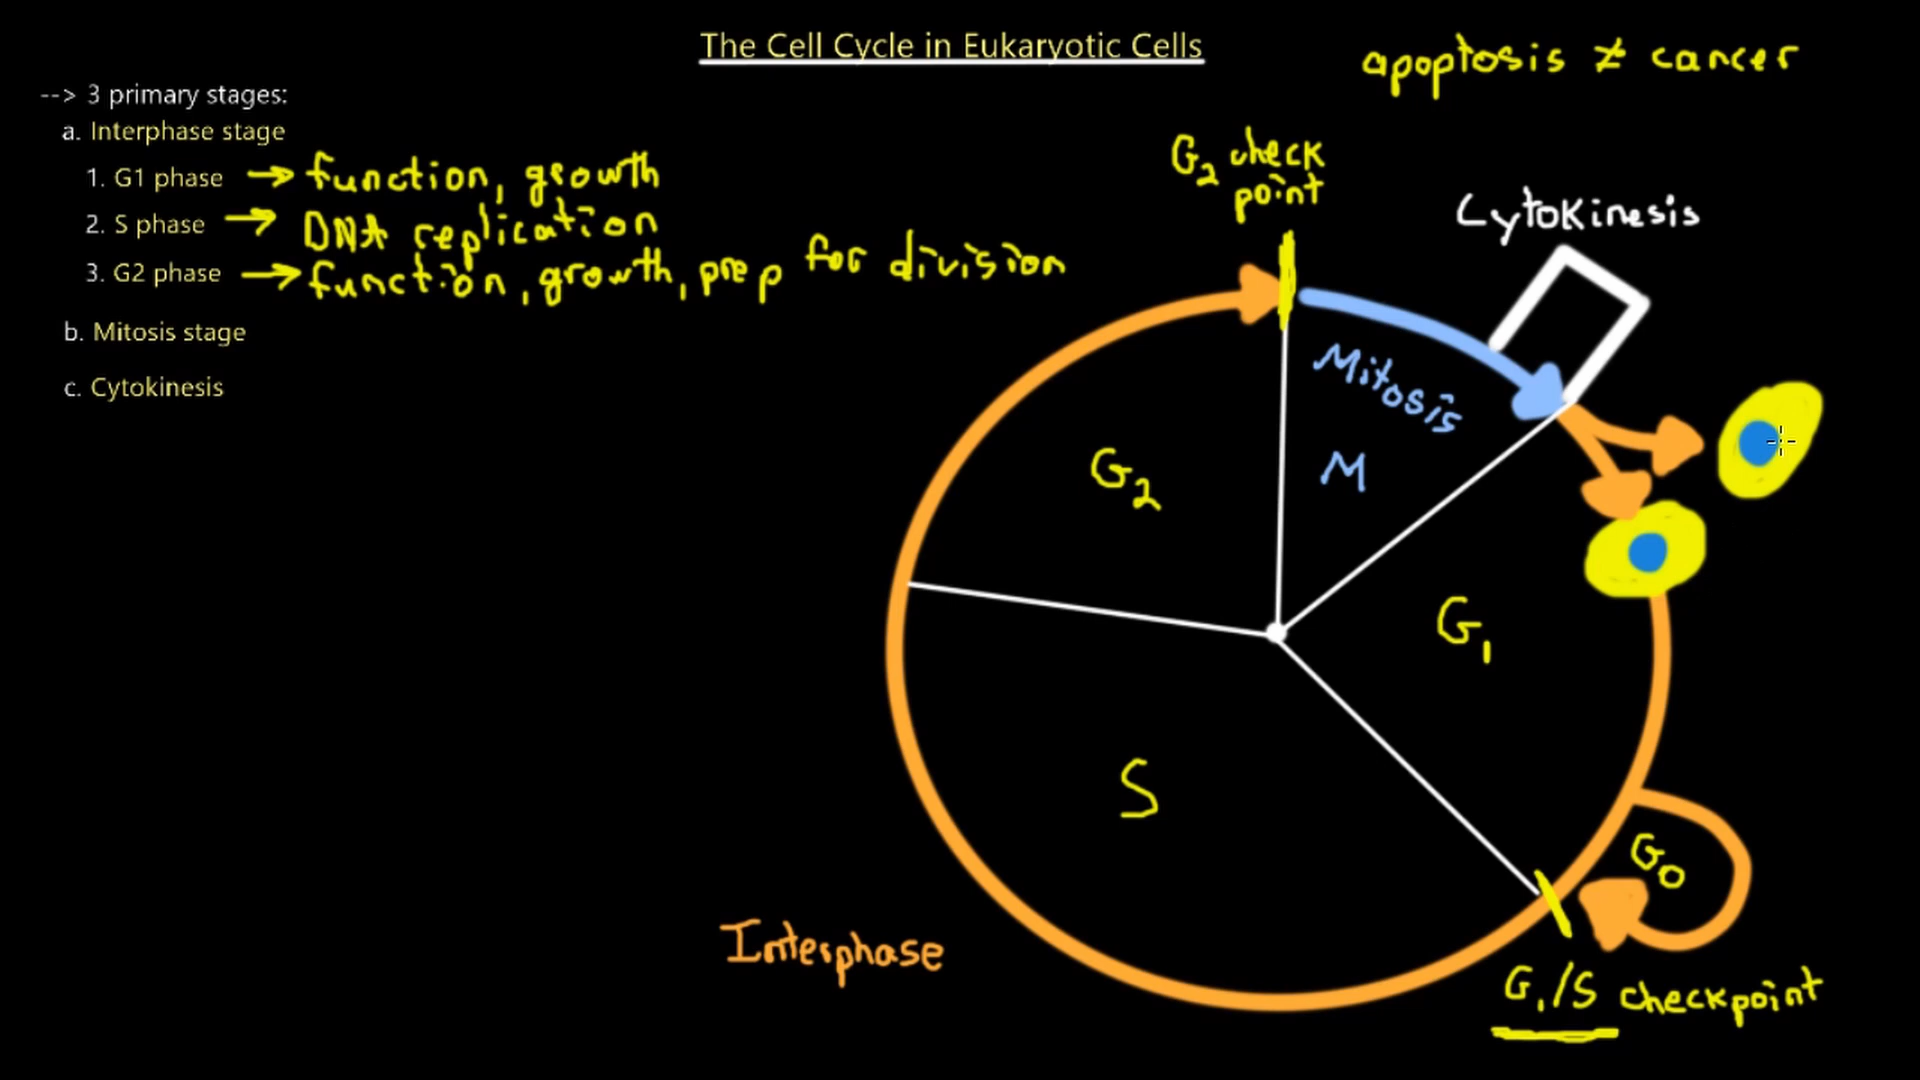 The Cell Cycle in Eukaryotic Cells
apoptosis ≠ cancer
--> 3 primary stages:
a. Interphase stage
1. G1 phase → function, growth
2. S phase → DNA replication
3. G2 phase → function, growth, prep for division
b. Mitosis stage
c. Cytokinesis
G₂ check
point
Cytokinesis
Mitosis
M
G₂
G₁
S
G₀
Interphase
G₁/S checkpoint